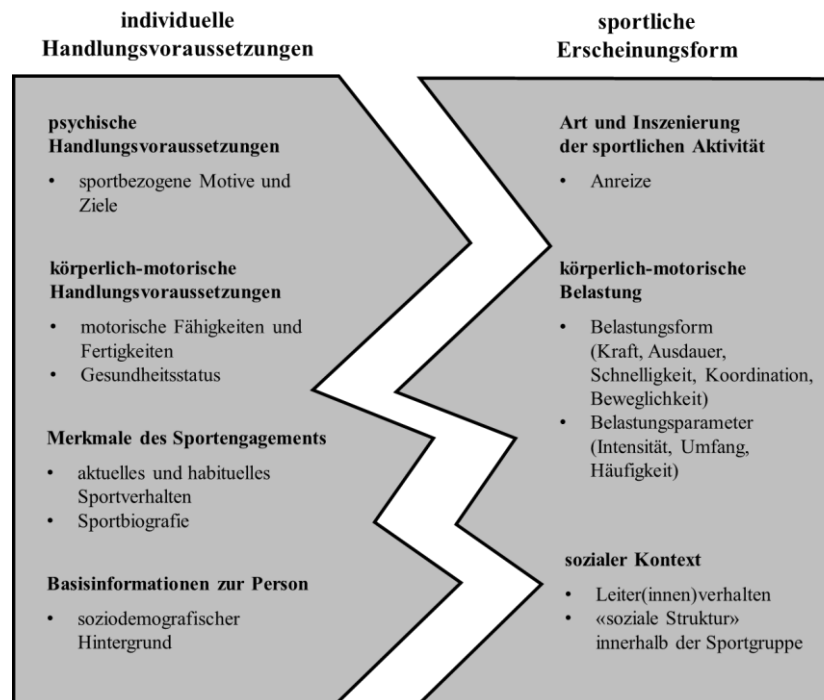 individuelle
Handlungsvoraussetzungen
psychische
Handlungsvoraussetzungen
• sportbezogene Motive und
Ziele
körperlich-motorische
Handlungsvoraussetzungen
• motorische Fähigkeiten und
Fertigkeiten
• Gesundheitsstatus
Merkmale des Sportengagements
• aktuelles und habituelles
Sportverhalten
• Sportbiografie
Basisinformationen zur Person
• soziodemografischer
Hintergrund
sportliche
Erscheinungsform
Art und Inszenierung
der sportlichen Aktivität
• Anreize
körperlich-motorische
Belastung
• Belastungsform
(Kraft, Ausdauer,
Schnelligkeit, Koordination,
Beweglichkeit)
• Belastungsparameter
(Intensität, Umfang,
Häufigkeit)
sozialer Kontext
• Leiter(innen)verhalten
• «soziale Struktur»
innerhalb der Sportgruppe